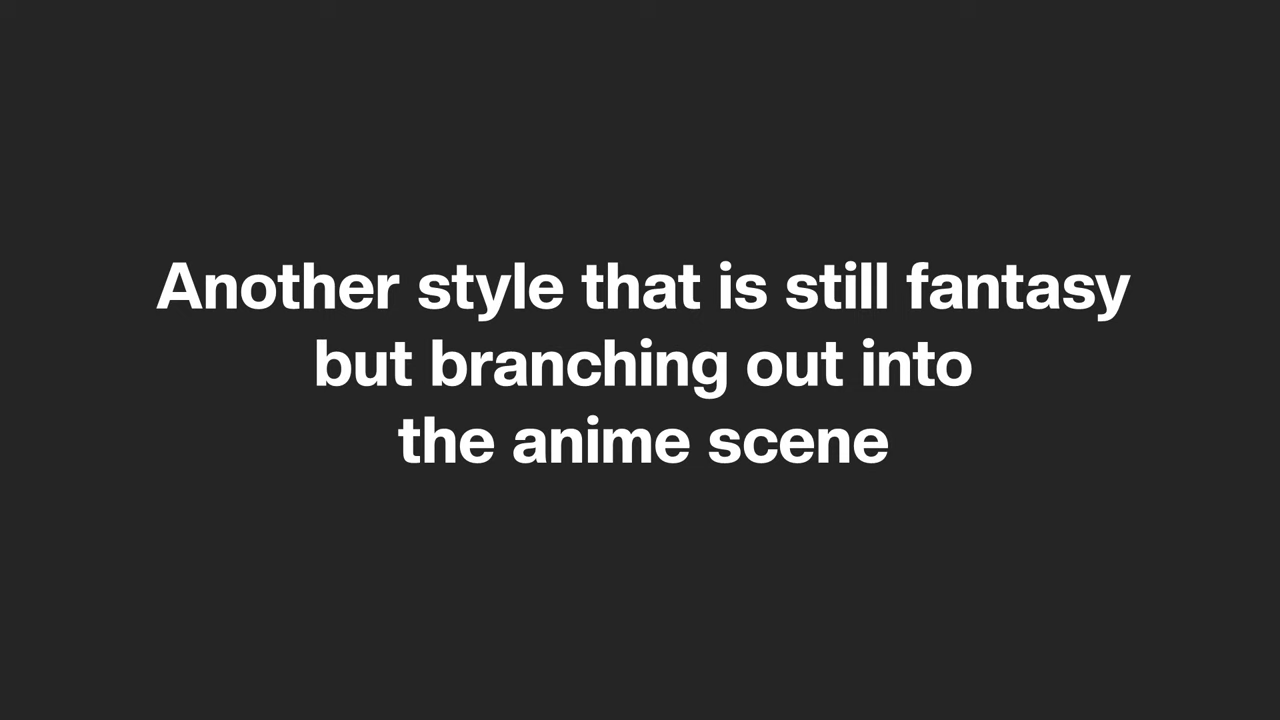 Another style that is still fantasy
but branching out into
the anime scene